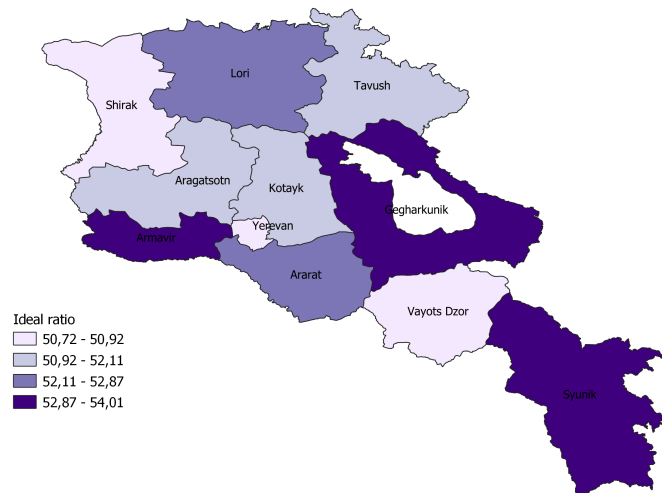 Lori
Tavush
Shirak
Aragatsotn
Kotayk
Gegharkunik
Yerevan
Armavir
Ararat
Vayots Dzor
Syunik
Ideal ratio
50,72 - 50,92
50,92 - 52,11
52,11 - 52,87
52,87 - 54,01